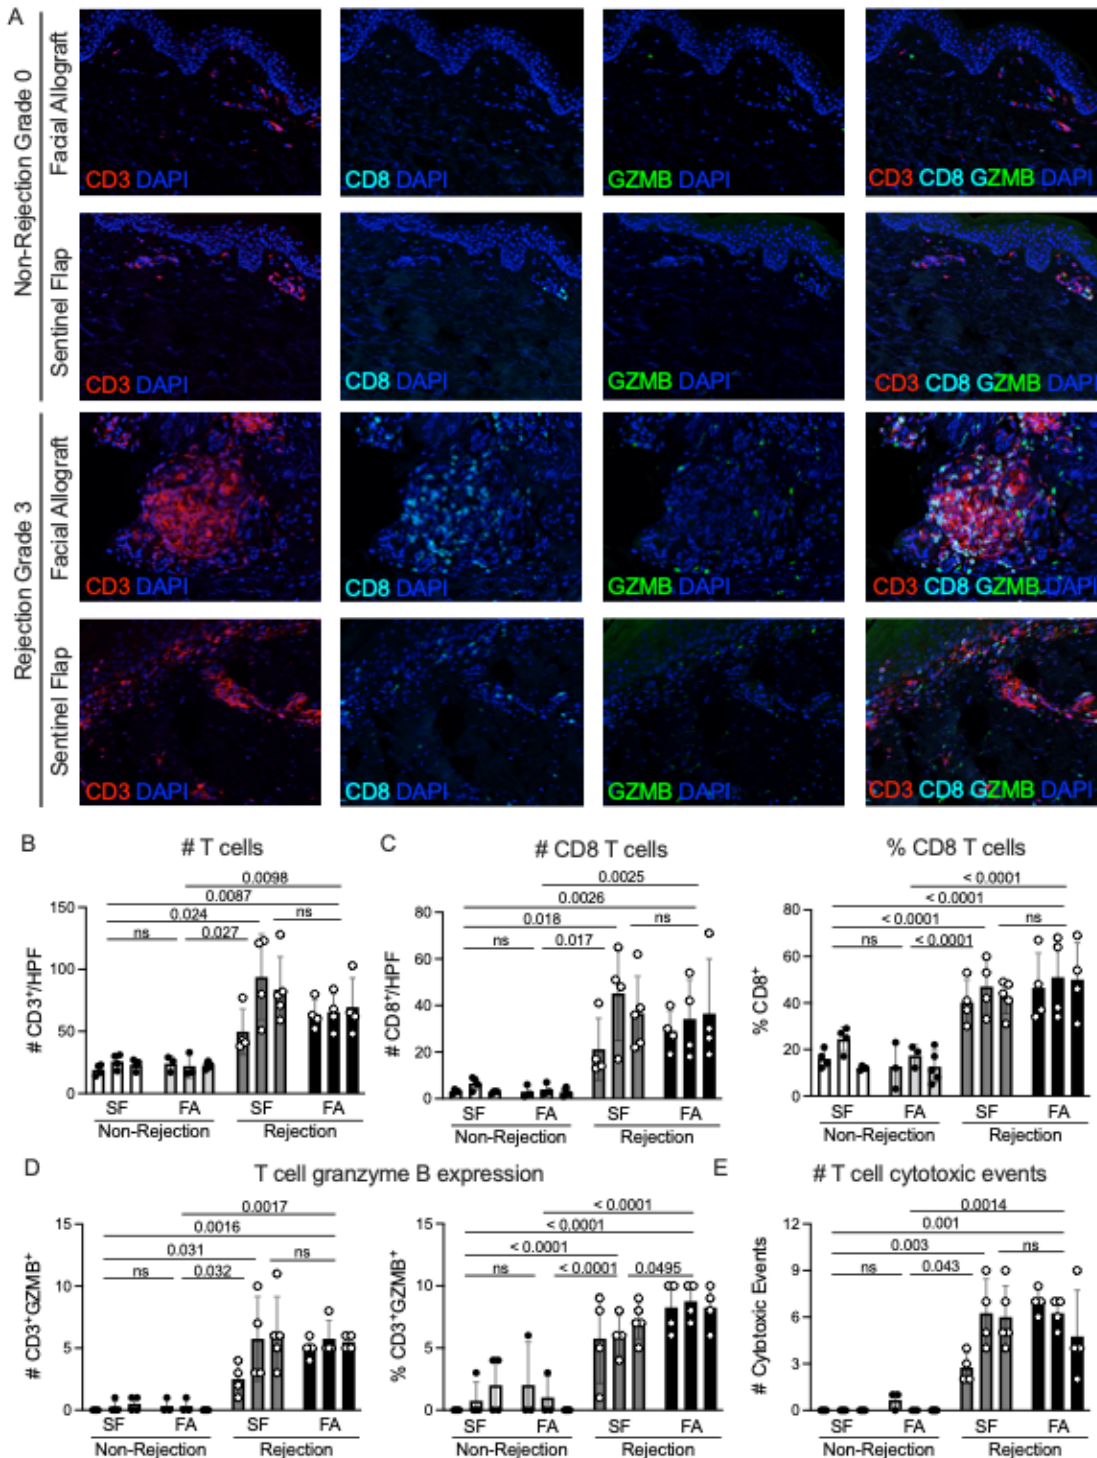 A
Non-Rejection Grade 0
Facial Allograft
CD3 DAPI
CD8 DAPI
GZMB DAPI
CD3 CD8 GZMB DAPI
Sentinel Flap
CD3 DAPI
CD8 DAPI
GZMB DAPI
CD3 CD8 GZMB DAPI
Rejection Grade 3
Facial Allograft
CD3 DAPI
CD8 DAPI
GZMB DAPI
CD3 CD8 GZMB DAPI
Sentinel Flap
CD3 DAPI
CD8 DAPI
GZMB DAPI
CD3 CD8 GZMB DAPI
B
# T cells
0.0098
0.0087
0.024
ns
ns
0.027
# CD3+/HPF
150
100
50
0
SF FA SF FA
Non-Rejection Rejection
C
# CD8 T cells
0.0025
0.0026
0.018
ns
ns
0.017
# CD8+/HPF
80
60
40
20
0
SF FA SF FA
Non-Rejection Rejection
% CD8 T cells
< 0.0001
< 0.0001
< 0.0001
ns
ns
< 0.0001
% CD8+
80
60
40
20
0
SF FA SF FA
Non-Rejection Rejection
D
T cell granzyme B expression
0.0017
0.0016
0.031
ns
ns
0.032
# CD3+GZMB+
15
10
5
0
SF FA SF FA
Non-Rejection Rejection
< 0.0001
< 0.0001
< 0.0001
ns
< 0.0001
0.0495
% CD3+GZMB+
15
10
5
0
SF FA SF FA
Non-Rejection Rejection
E
# T cell cytotoxic events
0.0014
0.001
0.003
ns
ns
0.043
# Cytotoxic Events
12
9
6
3
0
SF FA SF FA
Non-Rejection Rejection